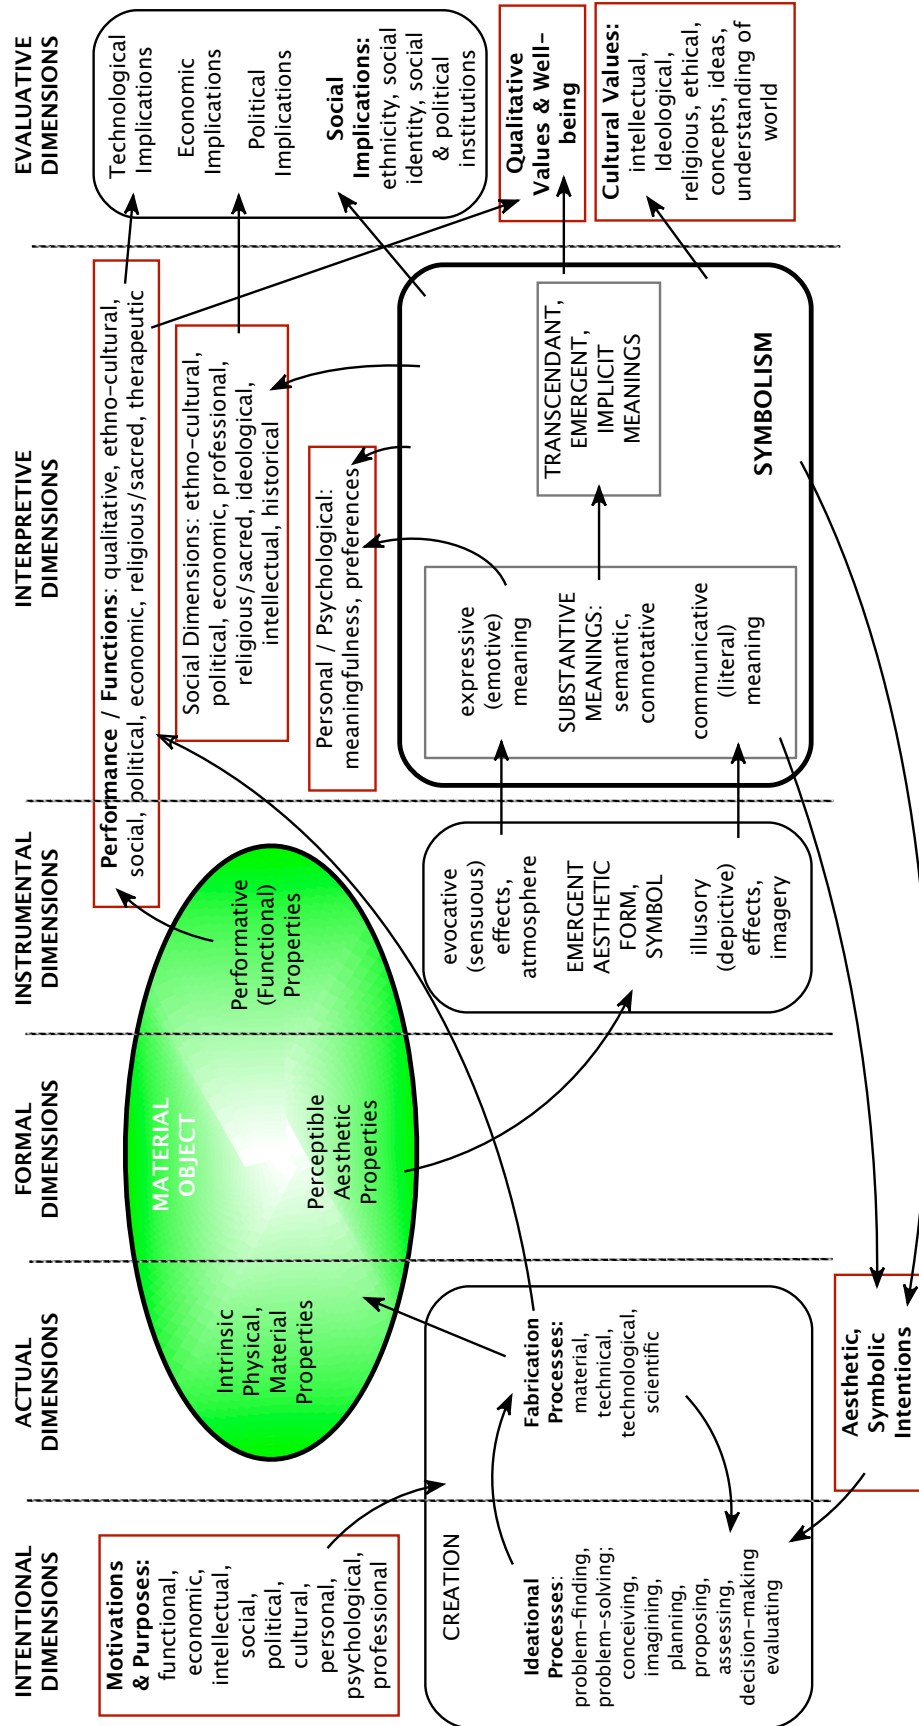 INTENTIONAL
DIMENSIONS
ACTUAL
DIMENSIONS
FORMAL
DIMENSIONS
INSTRUMENTAL
DIMENSIONS
INTERPRETIVE
DIMENSIONS
EVALUATIVE
DIMENSIONS
Motivations
& Purposes:
functional,
economic,
intellectual,
social,
political,
cultural,
personal,
psychological,
professional
CREATION
Ideational
Processes:
problem-finding,
problem-solving;
conceiving,
imagining,
planning,
proposing,
assessing,
decision-making
evaluating
Fabrication
Processes:
material,
technical,
technological,
scientific
Aesthetic,
Symbolic
Intentions
Intrinsic
Physical,
Material
Properties
MATERIAL
OBJECT
Perceptible
Aesthetic
Properties
Performative
(Functional)
Properties
evocative
(sensuous)
effects,
atmosphere
EMERGENT
AESTHETIC
FORM,
SYMBOL
illusory
(depictive)
effects,
imagery
Performance / Functions: qualitative, ethno-cultural,
social, political, economic, religious/sacred, therapeutic
Social Dimensions: ethno-cultural,
political, economic, professional,
religious/sacred, ideological,
intellectual, historical
Personal / Psychological:
meaningfulness, preferences
expressive
(emotive)
meaning
SUBSTANTIVE
MEANINGS:
semantic,
connotative
communicative
(literal)
meaning
TRANSCENDANT,
EMERGENT,
IMPLICIT
MEANINGS
SYMBOLISM
Technological
Implications
Economic
Implications
Political
Implications
Social
Implications:
ethnicity, social
identity, social
& political
institutions
Qualitative
Values & Well-
being
Cultural Values:
intellectual,
Ideological,
religious, ethical,
concepts, ideas,
understanding of
world